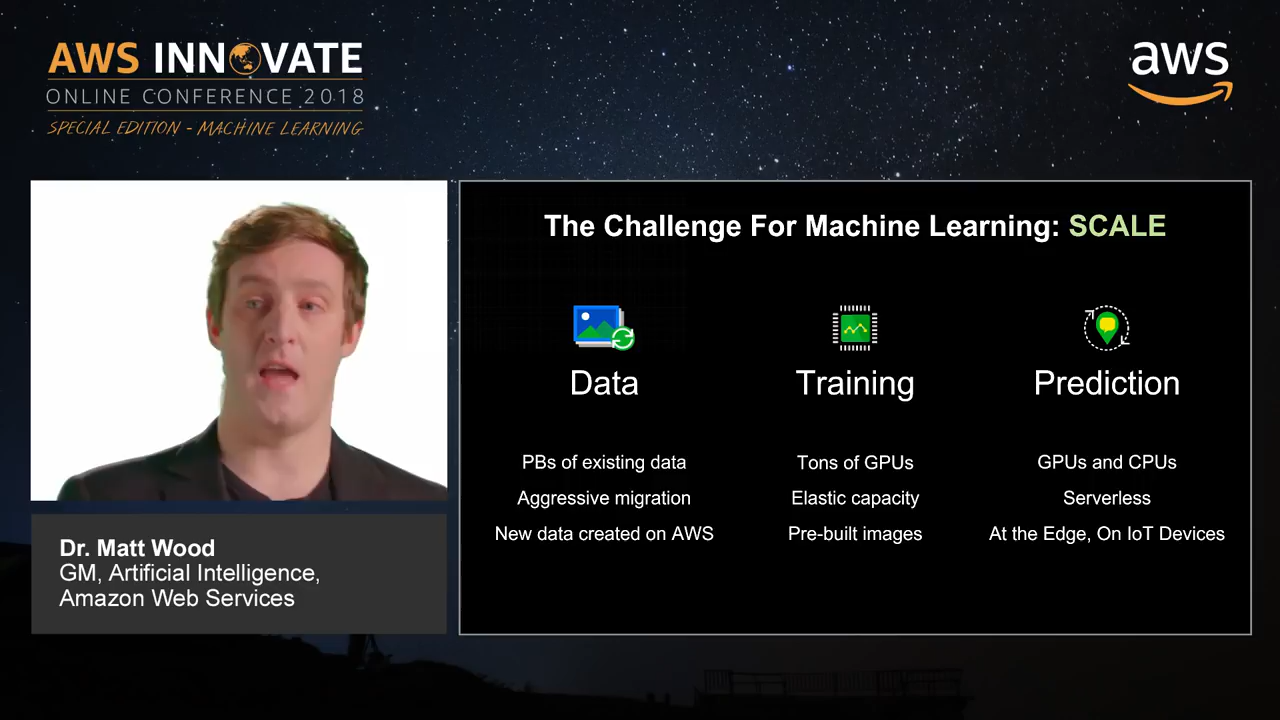 AWS INNOVATE
ONLINE CONFERENCE 2018
SPECIAL EDITION - MACHINE LEARNING
aws
The Challenge For Machine Learning: SCALE
Data
Training
Prediction
PBs of existing data
Aggressive migration
New data created on AWS
Tons of GPUs
Elastic capacity
Pre-built images
GPUs and CPUs
Serverless
At the Edge, On IoT Devices
Dr. Matt Wood
GM, Artificial Intelligence,
Amazon Web Services